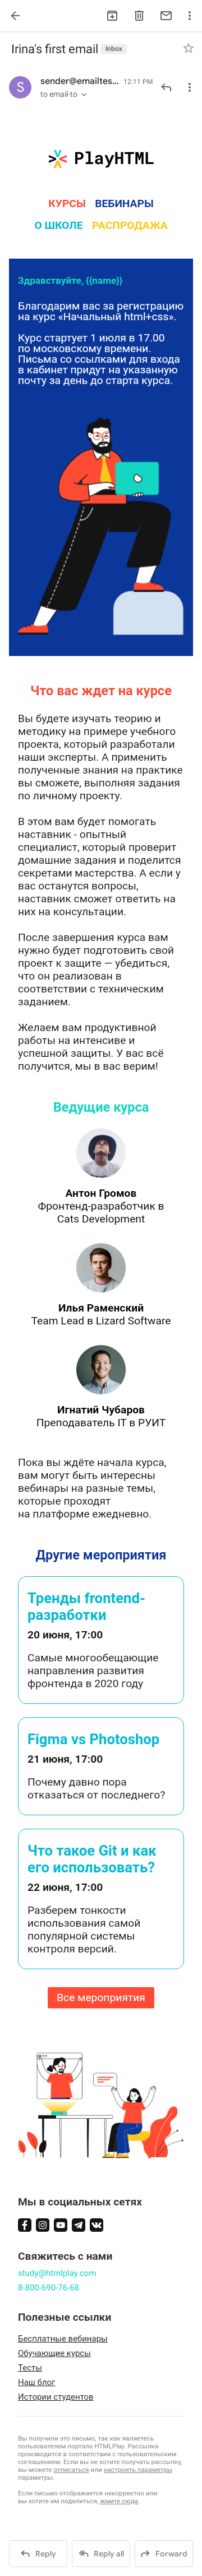 Irina's first email Inbox
S
sender@emailtes... 12:11 PM
to email-to
PlayHTML
КУРСЫ ВЕБИНАРЫ
О ШКОЛЕ РАСПРОДАЖА
Здравствуйте, {{name}}
Благодарим вас за регистрацию
на курс «Начальный html+css».
Курс стартует 1 июля в 17.00
по московскому времени.
Письма со ссылками для входа
в кабинет придут на указанную
почту за день до старта курса.
Что вас ждет на курсе
Вы будете изучать теорию и
методику на примере учебного
проекта, который разработали
наши эксперты. А применить
полученные знания на практике
вы сможете, выполняя задания
по личному проекту.
В этом вам будет помогать
наставник - опытный
специалист, который проверит
домашние задания и поделится
секретами мастерства. А если у
вас останутся вопросы,
наставник сможет ответить на
них на консультации.
После завершения курса вам
нужно будет подготовить свой
проект к защите — убедиться,
что он реализован в
соответствии с техническим
заданием.
Желаем вам продуктивной
работы на интенсиве и
успешной защиты. У вас всё
получится, мы в вас верим!
Ведущие курса
Антон Громов
Фронтенд-разработчик в
Cats Development
Илья Раменский
Team Lead в Lizard Software
Игнатий Чубаров
Преподаватель IT в РУИТ
Пока вы ждёте начала курса,
вам могут быть интересны
вебинары на разные темы,
которые проходят
на платформе ежедневно.
Другие мероприятия
Тренды frontend-
разработки
20 июня, 17:00
Самые многообещающие
направления развития
фронтенда в 2020 году
Figma vs Photoshop
21 июня, 17:00
Почему давно пора
отказаться от последнего?
Что такое Git и как
его использовать?
22 июня, 17:00
Разберем тонкости
использования самой
популярной системы
контроля версий.
Все мероприятия
Мы в социальных сетях
Свяжитесь с нами
study@htmlplay.com
8-800-690-76-68
Полезные ссылки
Бесплатные вебинары
Обучающие курсы
Тесты
Наш блог
Истории студентов
Вы получили это письмо, так как являетесь
пользователем портала HTMLPlay. Рассылка
производится в соответствии с пользовательским
соглашением. Если вы не хотите получать рассылку,
вы можете отписаться или настроить параметры
параметры.
Если письмо отображается некорректно или
вы хотите им поделиться, жмите сюда.
Reply Reply all Forward